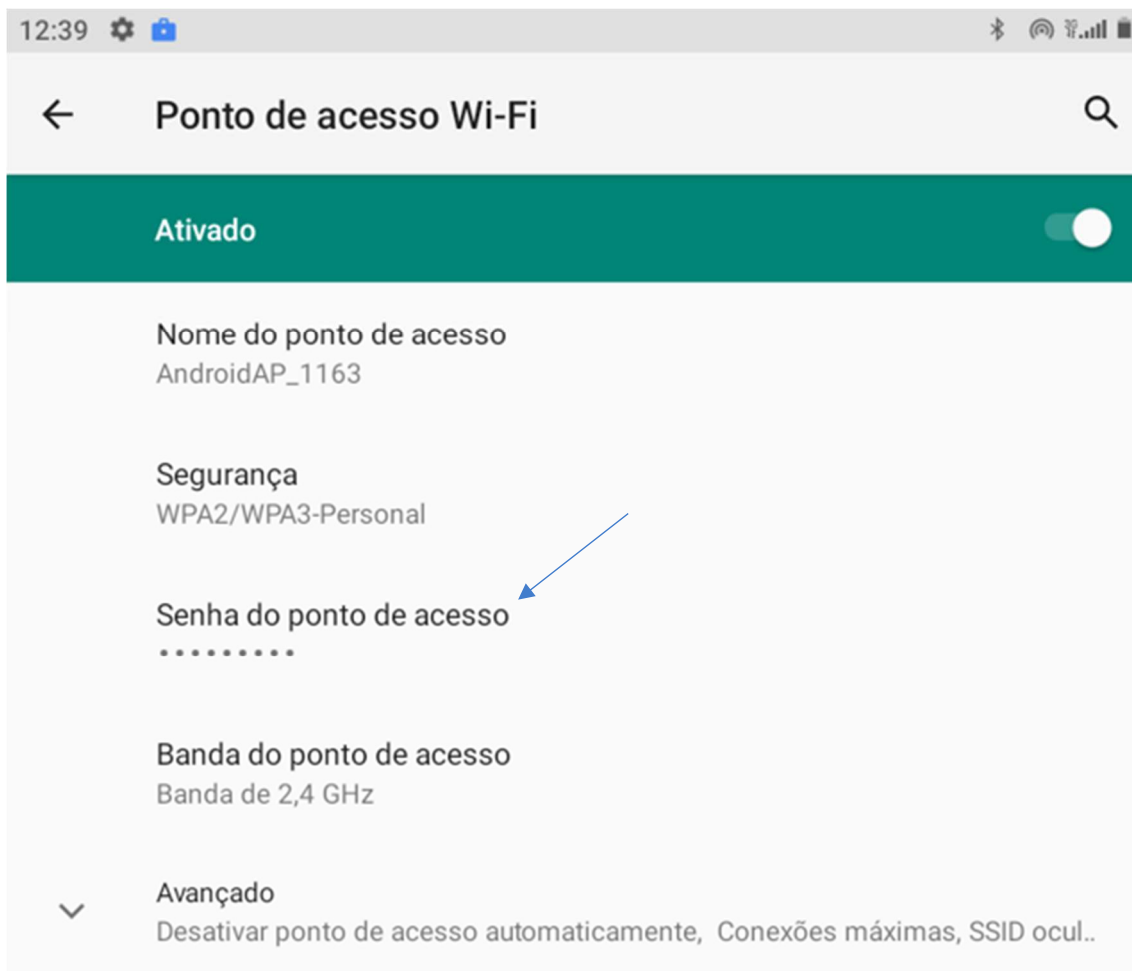 12:39
Ponto de acesso Wi-Fi
Ativado
Nome do ponto de acesso
AndroidAP_1163
Segurança
WPA2/WPA3-Personal
Senha do ponto de acesso
•••••••••
Banda do ponto de acesso
Banda de 2,4 GHz
Avançado
Desativar ponto de acesso automaticamente, Conexões máximas, SSID ocul..